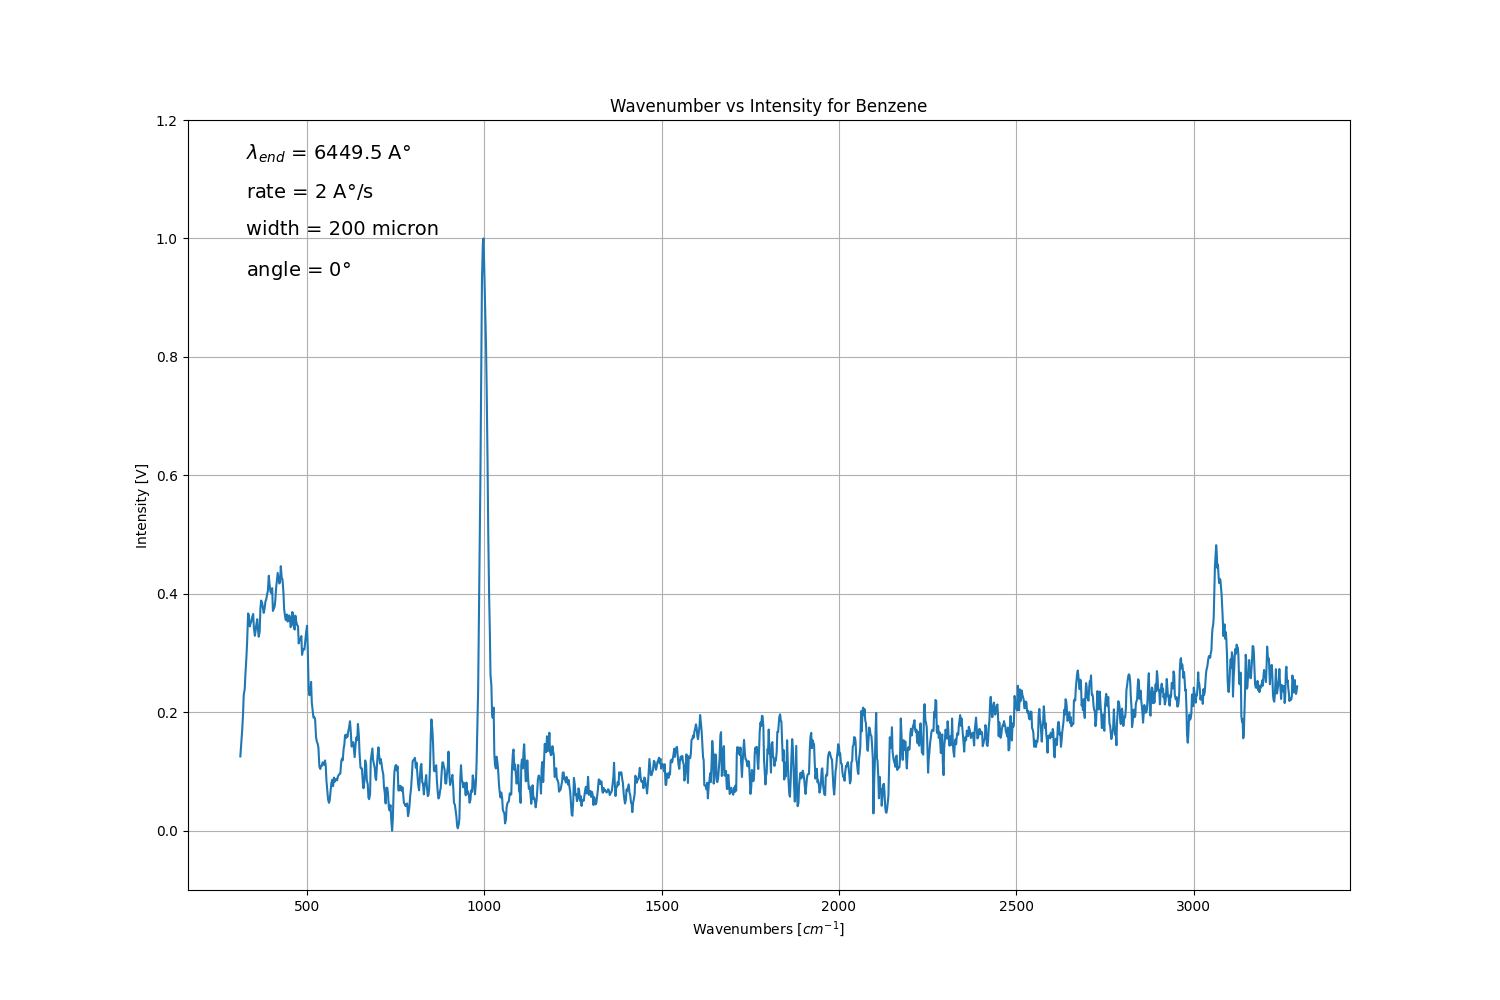 Wavenumber vs Intensity for Benzene
1.2
1.0
0.8
0.6
0.4
0.2
0.0
Intensity [V]
λend = 6449.5 A°
rate = 2 A°/s
width = 200 micron
angle = 0°
500 1000 1500 2000 2500 3000
Wavenumbers [cm⁻¹]